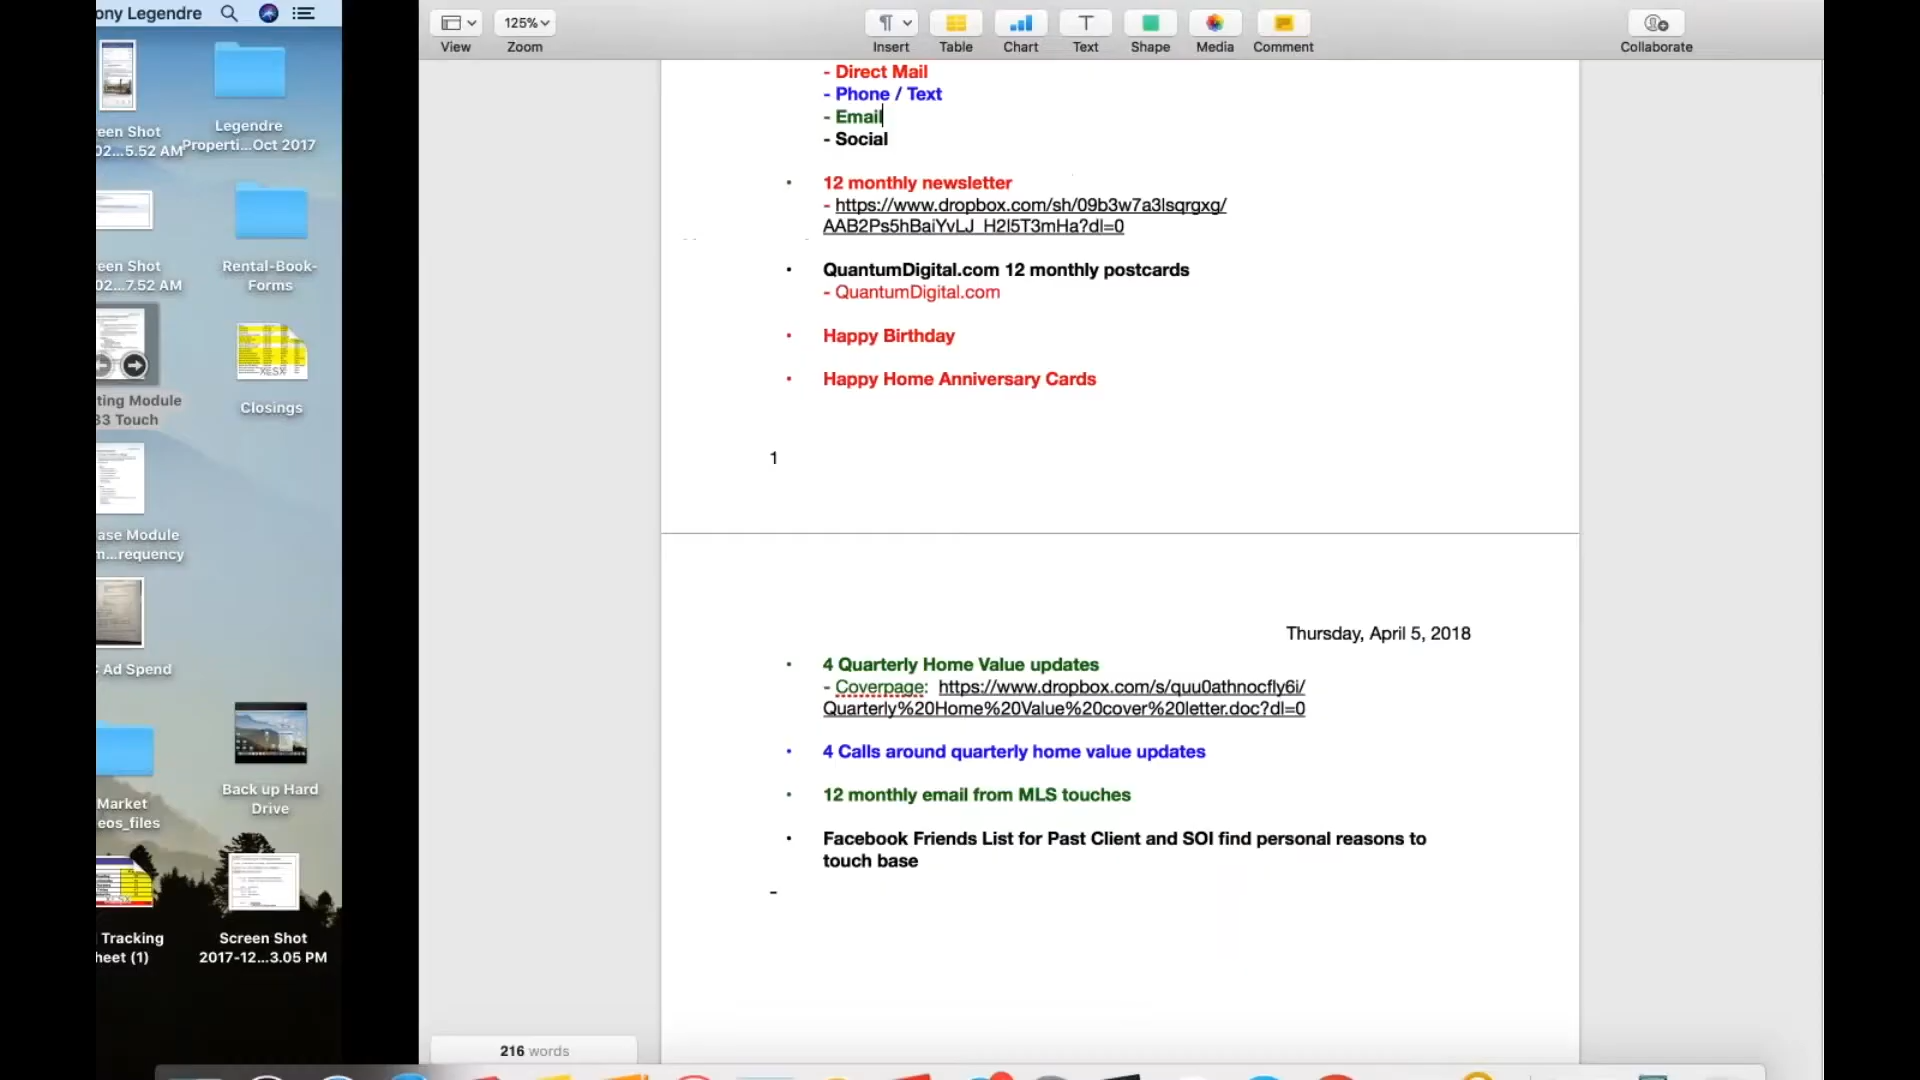 ony Legendre
een Shot
02...5.52 AM
Legendre
Properti...Oct 2017
een Shot
02...7.52 AM
Rental-Book-
Forms
ting Module
33 Touch
XLSX
Closings
ase Module
m...requency
Ad Spend
Market
eos_files
Back up Hard
Drive
Tracking
heet (1)
Screen Shot
2017-12...3.05 PM
125%
View
Zoom
Insert
Table
Chart
Text
Shape
Media
Comment
Collaborate
- Direct Mail
- Phone / Text
- Email
- Social
• 12 monthly newsletter
- https://www.dropbox.com/sh/09b3w7a3lsqrgxg/
AAB2Ps5hBaiYvLJ_H2l5T3mHa?dl=0
• QuantumDigital.com 12 monthly postcards
- QuantumDigital.com
• Happy Birthday
• Happy Home Anniversary Cards
1
Thursday, April 5, 2018
• 4 Quarterly Home Value updates
- Coverpage: https://www.dropbox.com/s/quu0athnocfly6i/
Quarterly%20Home%20Value%20cover%20letter.doc?dl=0
• 4 Calls around quarterly home value updates
• 12 monthly email from MLS touches
• Facebook Friends List for Past Client and SOI find personal reasons to
touch base
-
216 words